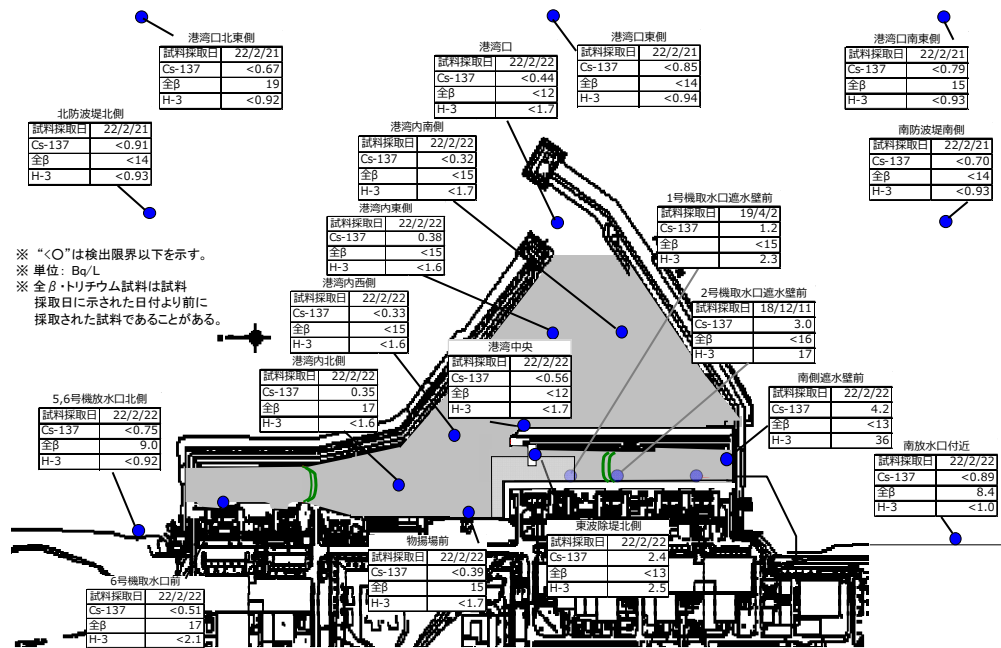 港湾口北東側
試料採取日 22/2/21
Cs-137 <0.67
全β 19
H-3 <0.92
港湾口
試料採取日 22/2/22
Cs-137 <0.44
全β <12
H-3 <1.7
港湾口東側
試料採取日 22/2/21
Cs-137 <0.85
全β <14
H-3 <0.94
港湾口南東側
試料採取日 22/2/21
Cs-137 <0.79
全β 15
H-3 <0.93
北防波堤北側
試料採取日 22/2/21
Cs-137 <0.91
全β <14
H-3 <0.93
港湾内南側
試料採取日 22/2/22
Cs-137 <0.32
全β <15
H-3 <1.7
南防波堤南側
試料採取日 22/2/21
Cs-137 <0.70
全β <14
H-3 <0.93
港湾内東側
試料採取日 22/2/22
Cs-137 0.38
全β <15
H-3 <1.6
1号機取水口遮水壁前
試料採取日 19/4/2
Cs-137 1.2
全β <15
H-3 2.3
※ “<○”は検出限界以下を示す。
※ 単位: Bq/L
※ 全β・トリチウム試料は試料
採取日に示された日付より前に
採取された試料であることがある。
港湾内西側
試料採取日 22/2/22
Cs-137 <0.33
全β <15
H-3 <1.6
2号機取水口遮水壁前
試料採取日 18/12/11
Cs-137 3.0
全β <16
H-3 17
港湾中央
試料採取日 22/2/22
Cs-137 <0.56
全β <12
H-3 <1.7
港湾内北側
試料採取日 22/2/22
Cs-137 0.35
全β 17
H-3 <1.6
南側遮水壁前
試料採取日 22/2/22
Cs-137 4.2
全β <13
H-3 36
5,6号機放水口北側
試料採取日 22/2/22
Cs-137 <0.75
全β 9.0
H-3 <0.92
南放水口付近
試料採取日 22/2/22
Cs-137 <0.89
全β 8.4
H-3 <1.0
物揚場前
試料採取日 22/2/22
Cs-137 <0.39
全β 15
H-3 <1.7
東波除堤北側
試料採取日 22/2/22
Cs-137 2.4
全β <13
H-3 2.5
6号機取水口前
試料採取日 22/2/22
Cs-137 <0.51
全β 17
H-3 <2.1